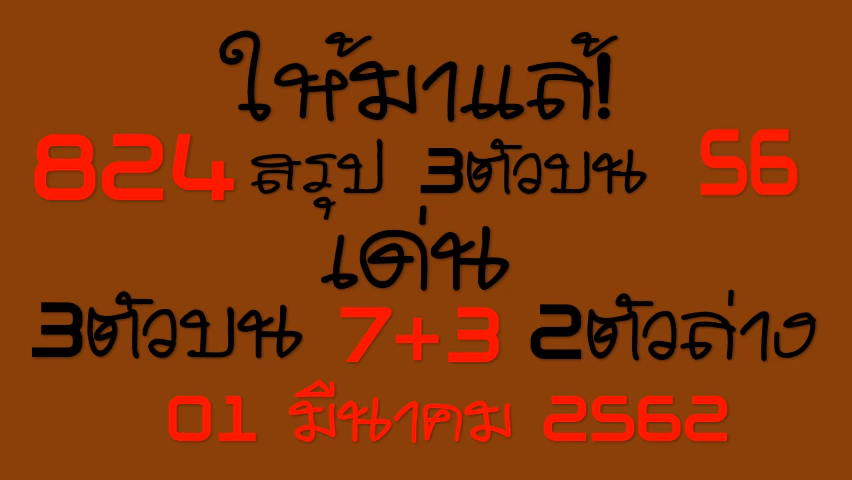 ให้มาแล้!
824 สรุป 3ตัวบน 56
เด่น
3ตัวบน 7+3 2ตัวล่าง
01 มีนาคม 2562